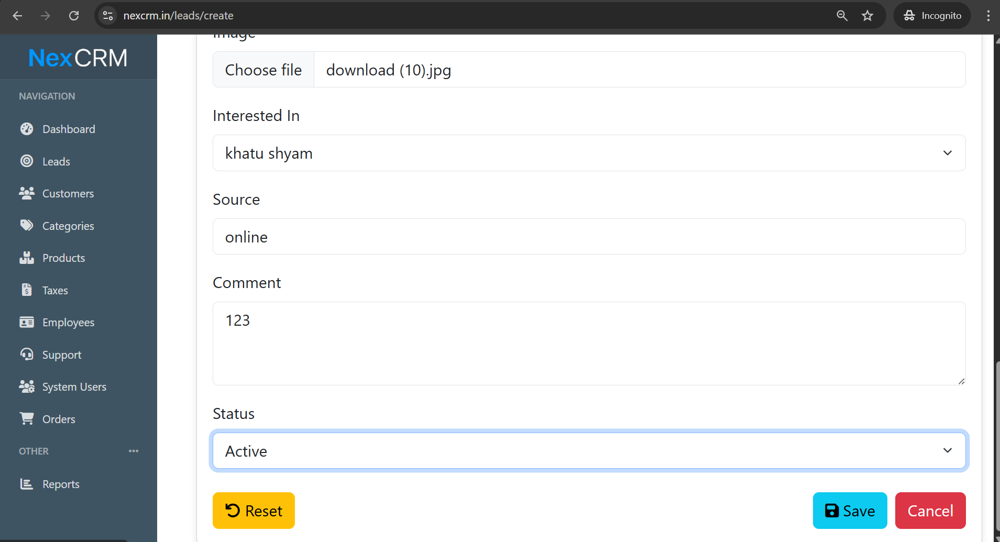 nexcrm.in/leads/create
Incognito
NexCRM
NAVIGATION
Dashboard
Leads
Customers
Categories
Products
Taxes
Employees
Support
System Users
Orders
OTHER
Reports
Image
Choose file download (10).jpg
Interested In
khatu shyam
Source
online
Comment
123
Status
Active
Reset
Save
Cancel